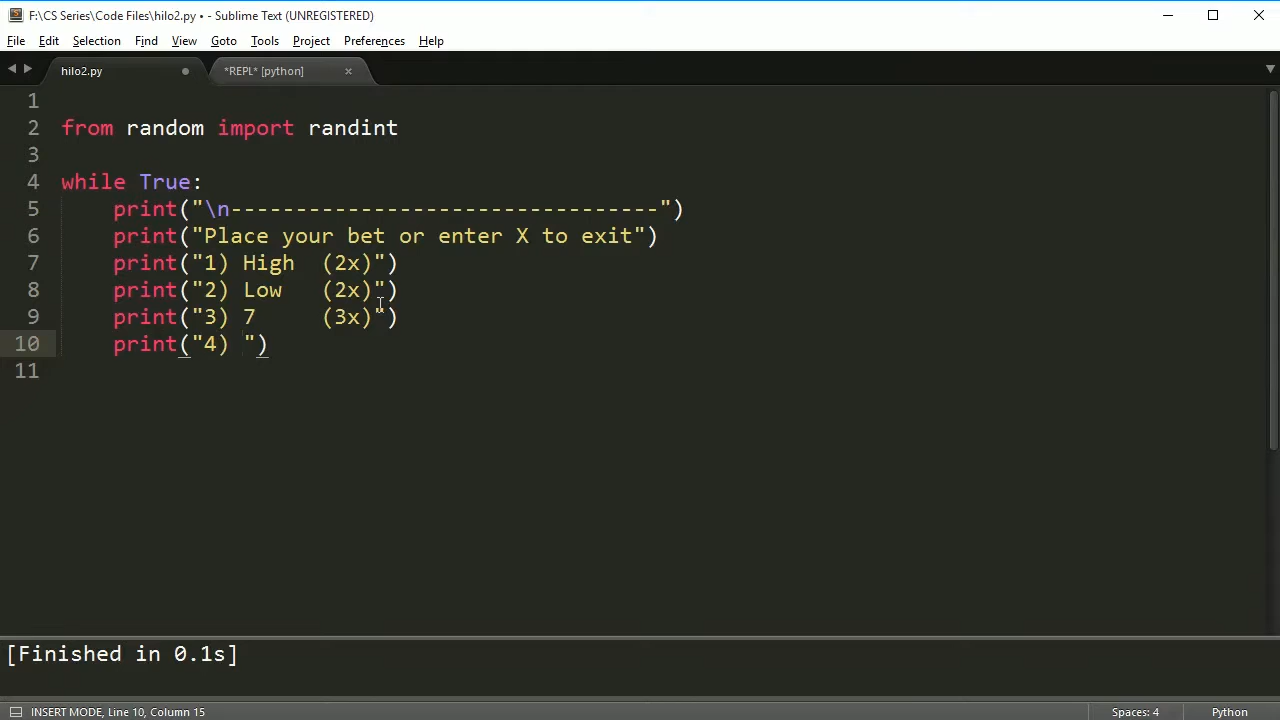 F:\CS Series\Code Files\hilo2.py • - Sublime Text (UNREGISTERED)
File Edit Selection Find View Goto Tools Project Preferences Help
hilo2.py *REPL* [python]
1
2 from random import randint
3
4 while True:
5     print("\n---------------------------------")
6     print("Place your bet or enter X to exit")
7     print("1) High  (2x)")
8     print("2) Low   (2x)")
9     print("3) 7     (3x)")
10     print("4) ")
11
[Finished in 0.1s]
INSERT MODE, Line 10, Column 15 Spaces: 4 Python